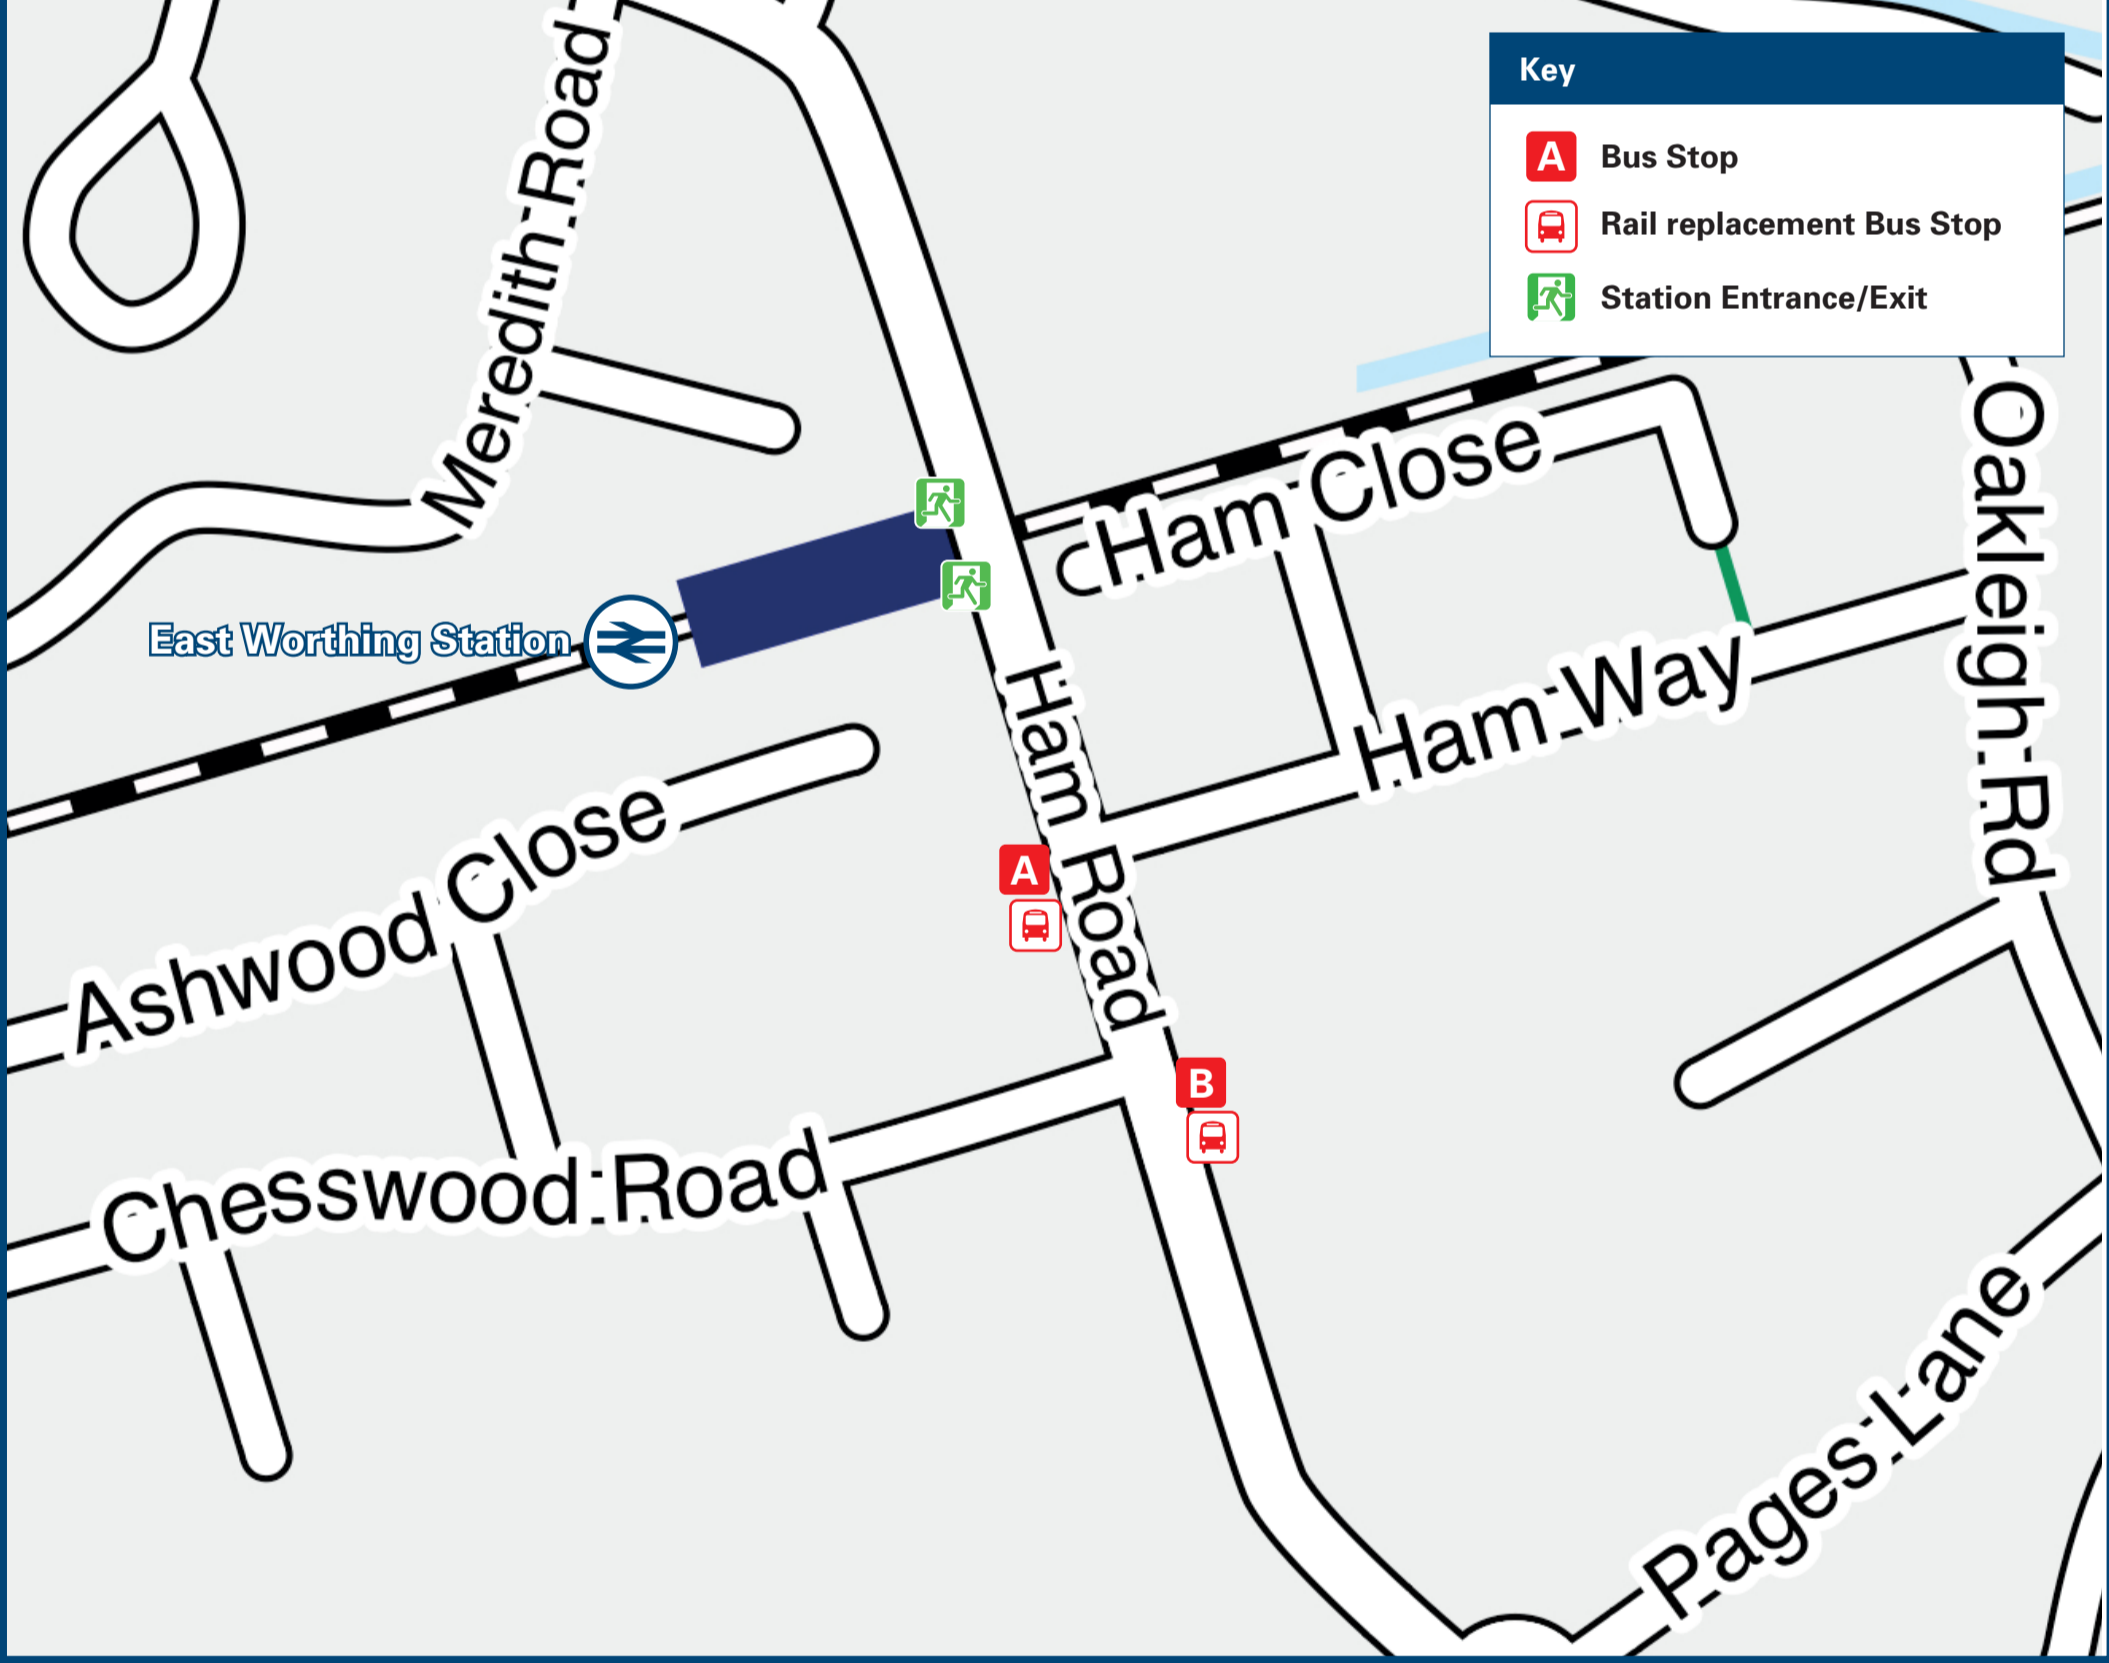 Key
A Bus Stop
Rail replacement Bus Stop
Station Entrance/Exit
Meredith Road
Ham Close
Oakleigh Rd
East Worthing Station
Ham Way
Ham Road
Ashwood Close
A
B
Chesswood Road
Pages Lane